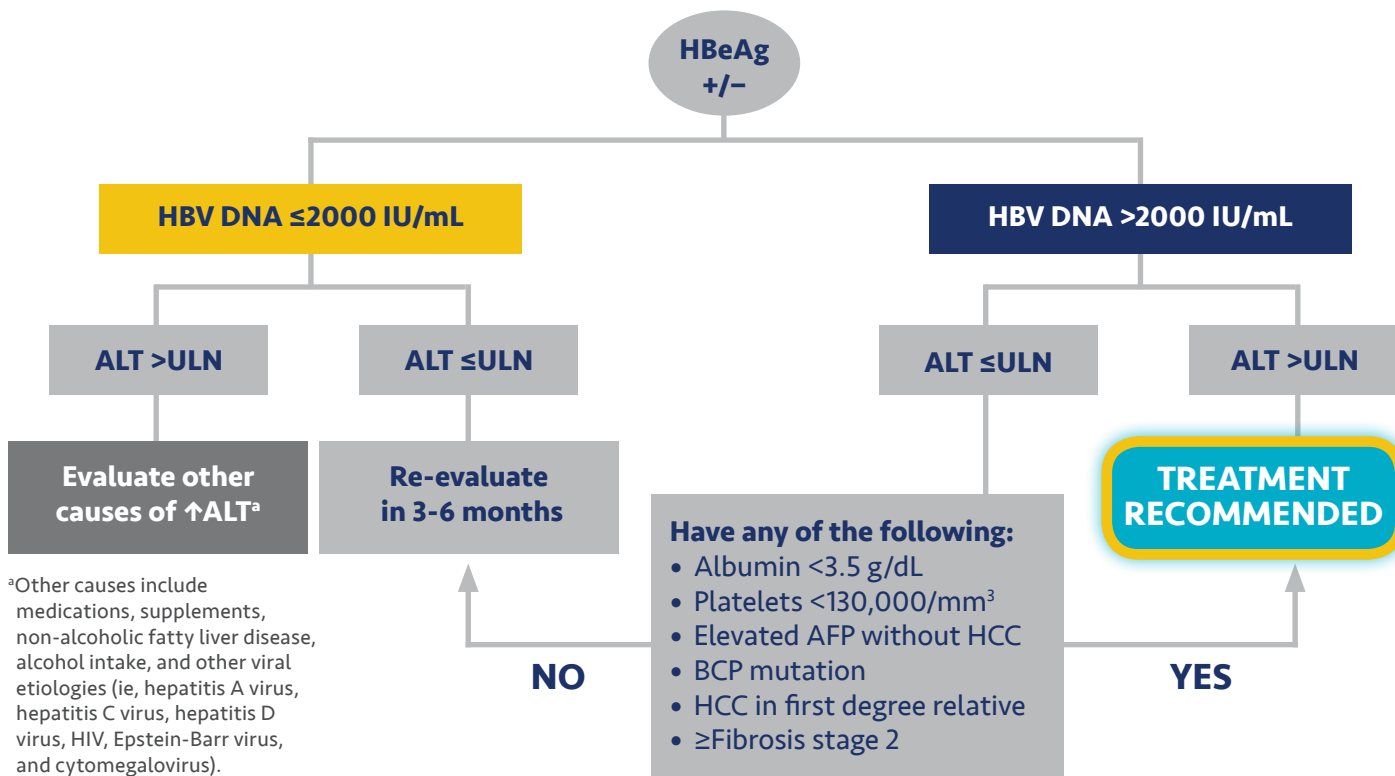 HBeAg
+/−
HBV DNA ≤2000 IU/mL
HBV DNA >2000 IU/mL
ALT >ULN
ALT ≤ULN
ALT ≤ULN
ALT >ULN
Evaluate other
causes of ↑ALTᵃ
Re-evaluate
in 3-6 months
TREATMENT
RECOMMENDED
Have any of the following:
• Albumin <3.5 g/dL
• Platelets <130,000/mm³
• Elevated AFP without HCC
• BCP mutation
• HCC in first degree relative
• ≥Fibrosis stage 2
NO
YES
ᵃOther causes include
medications, supplements,
non-alcoholic fatty liver disease,
alcohol intake, and other viral
etiologies (ie, hepatitis A virus,
hepatitis C virus, hepatitis D
virus, HIV, Epstein-Barr virus,
and cytomegalovirus).